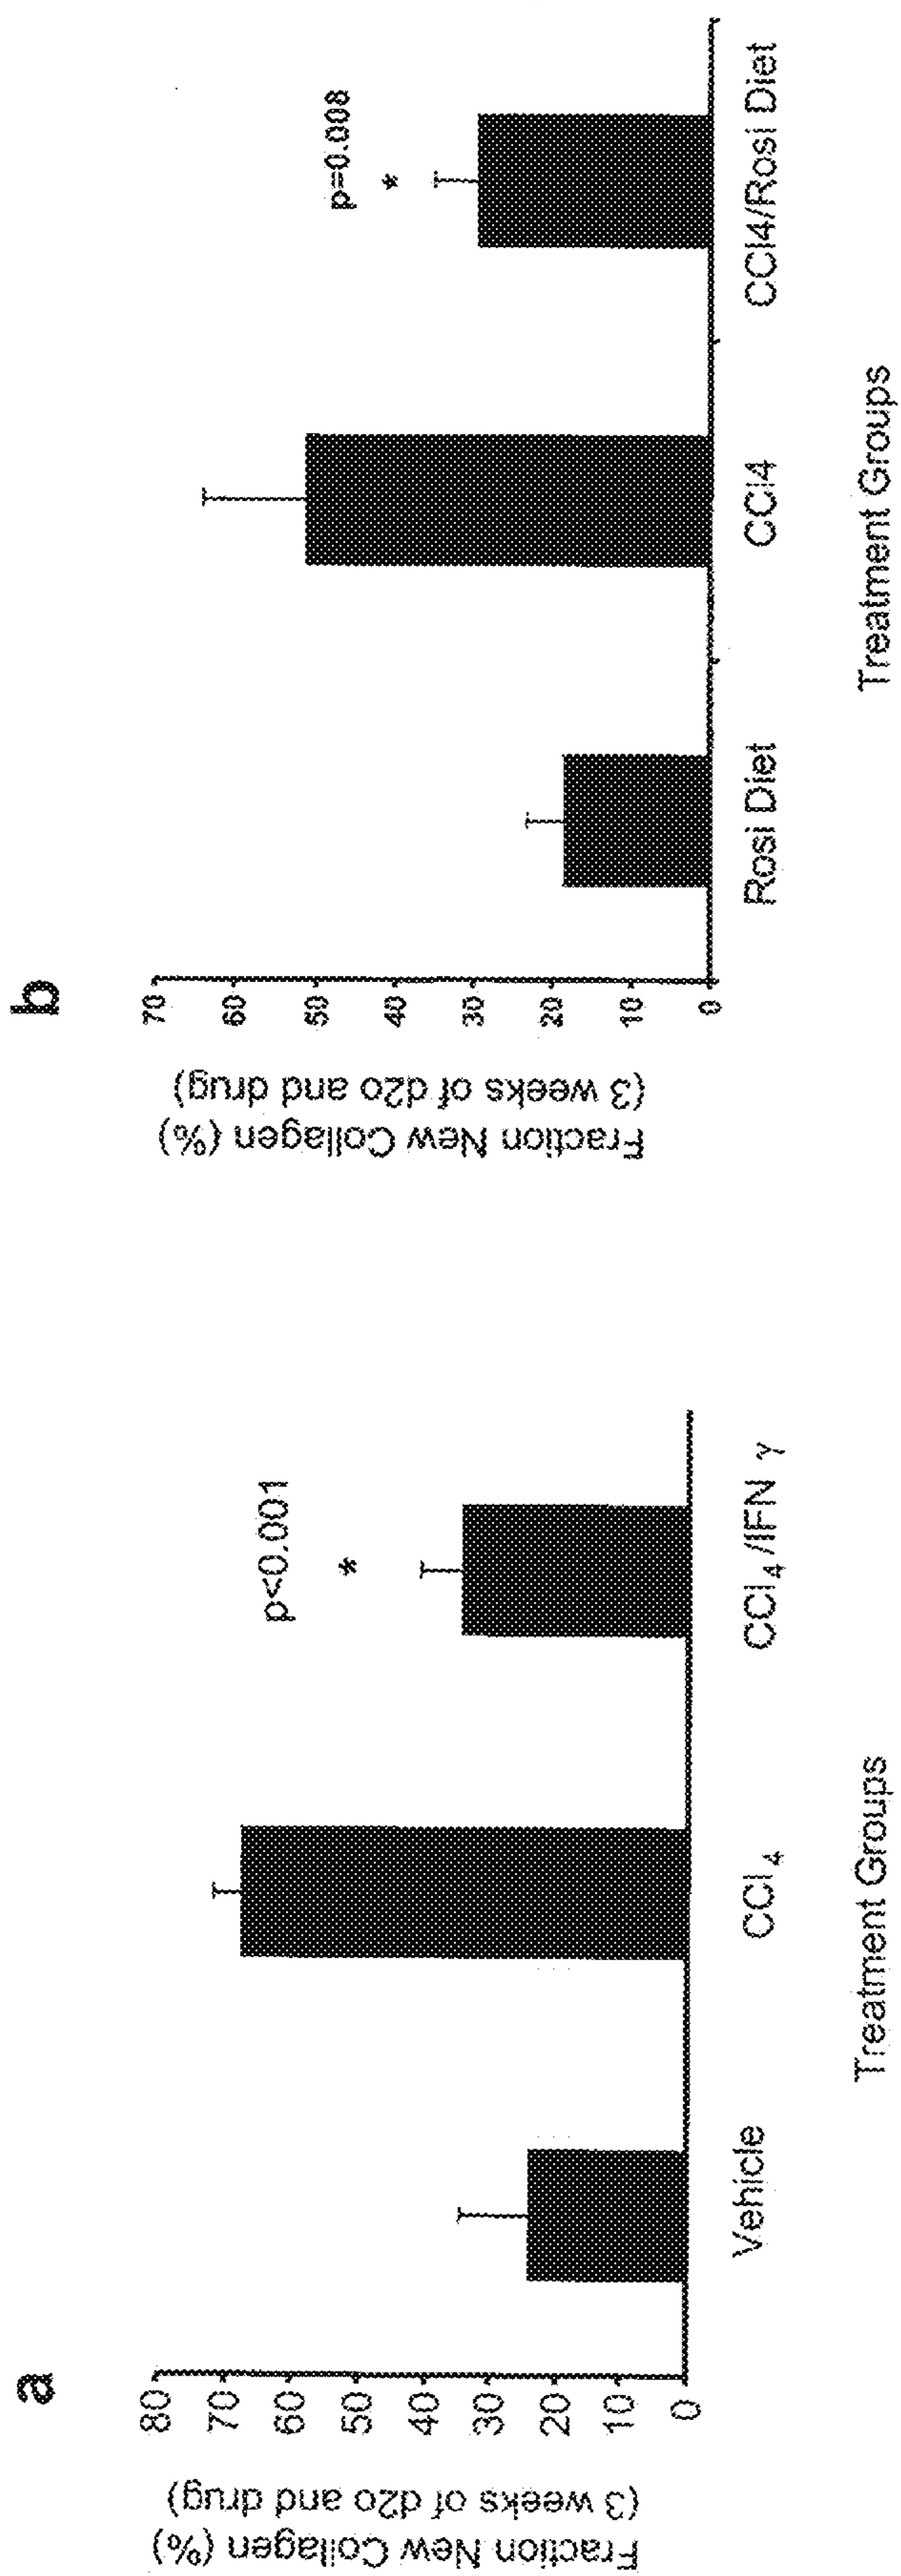 a
Fraction New Collagen (%)
(3 weeks of d2o and drug)
80
70
60
50
40
30
20
10
0
p<0.001
*
Vehicle
CCl₄
CCl₄/IFN γ
Treatment Groups
b
Fraction New Collagen (%)
(3 weeks of d2o and drug)
70
60
50
40
30
20
10
0
p=0.008
*
Rosi Diet
CCl4
CCl4/Rosi Diet
Treatment Groups